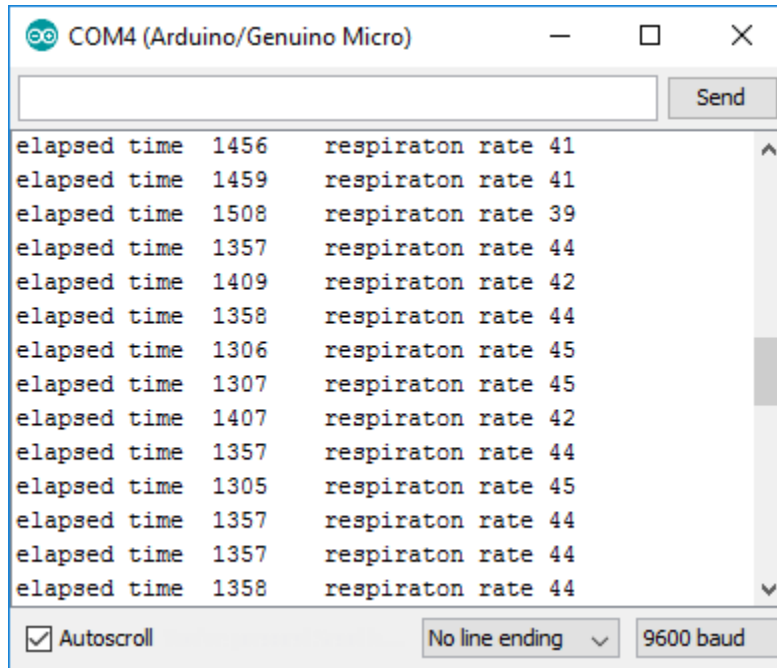 COM4 (Arduino/Genuino Micro)
Send
elapsed time 1456 respiraton rate 41
elapsed time 1459 respiraton rate 41
elapsed time 1508 respiraton rate 39
elapsed time 1357 respiraton rate 44
elapsed time 1409 respiraton rate 42
elapsed time 1358 respiraton rate 44
elapsed time 1306 respiraton rate 45
elapsed time 1307 respiraton rate 45
elapsed time 1407 respiraton rate 42
elapsed time 1357 respiraton rate 44
elapsed time 1305 respiraton rate 45
elapsed time 1357 respiraton rate 44
elapsed time 1357 respiraton rate 44
elapsed time 1358 respiraton rate 44
Autoscroll No line ending 9600 baud